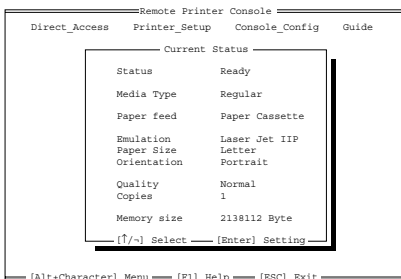 Remote Printer Console
Direct_Access Printer_Setup Console_Config Guide
Current Status
Status Ready
Media Type Regular
Paper feed Paper Cassette
Emulation Laser Jet IIP
Paper Size Letter
Orientation Portrait
Quality Normal
Copies 1
Memory size 2138112 Byte
[↑/¬] Select [Enter] Setting
[Alt+Character] Menu [F1] Help [ESC] Exit